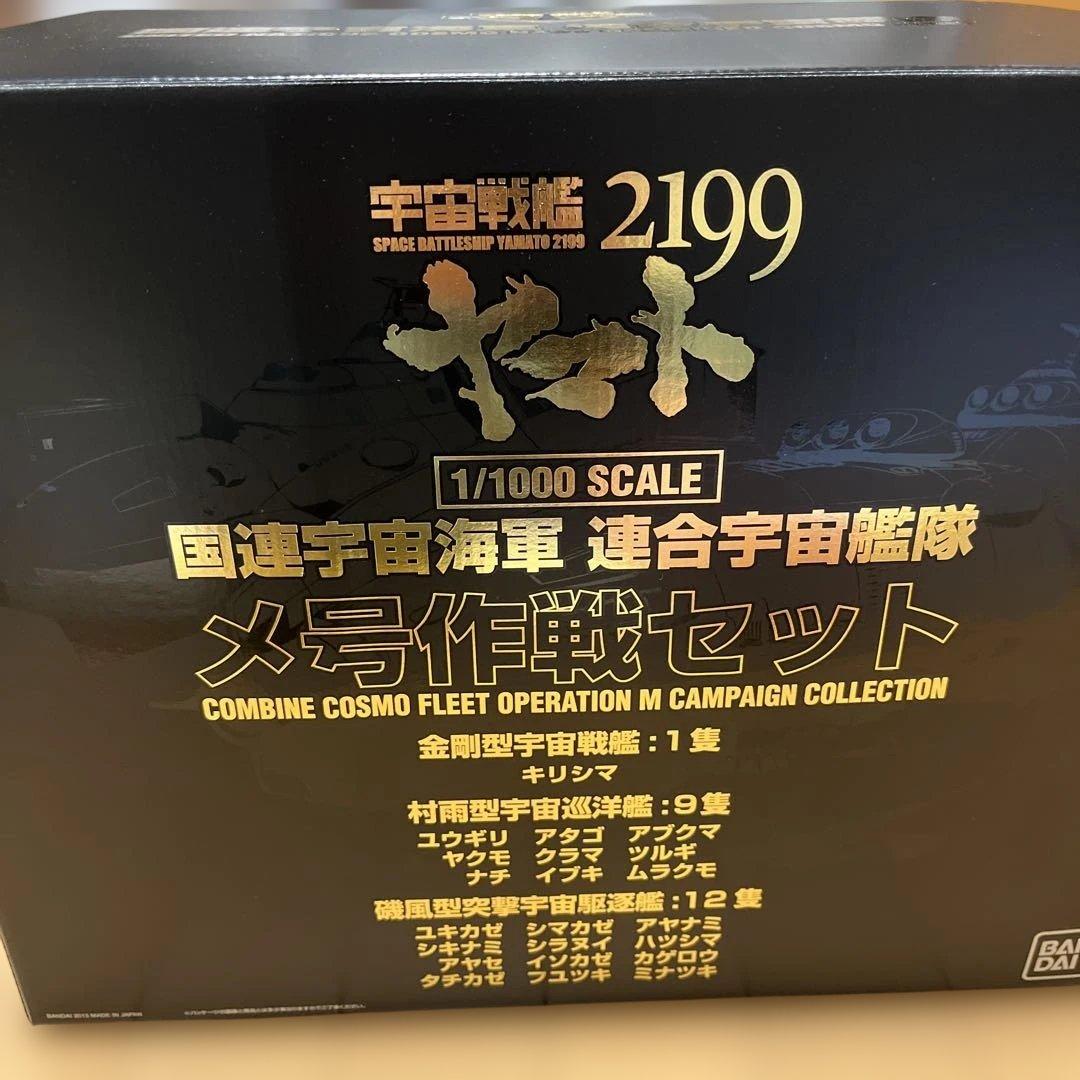 宇宙戦艦 2199
SPACE BATTLESHIP YAMATO 2199
ヤマト
1/1000 SCALE
国連宇宙海軍 連合宇宙艦隊
メ号作戦セット
COMBINE COSMO FLEET OPERATION M CAMPAIGN COLLECTION
金剛型宇宙戦艦:1隻
キリシマ
村雨型宇宙巡洋艦:9隻
ユウギリ アタゴ アブクマ
ヤクモ クラマ ツルギ
ナチ イブキ ムラクモ
磯風型突撃宇宙駆逐艦:12隻
ユキカゼ シマカゼ アヤナミ
シキナミ シラヌイ ハツシマ
アヤセ イソカゼ カゲロウ
タチカゼ フユツキ ミナツキ
BAN
DAI
BANDAI 2013 MADE IN JAPAN